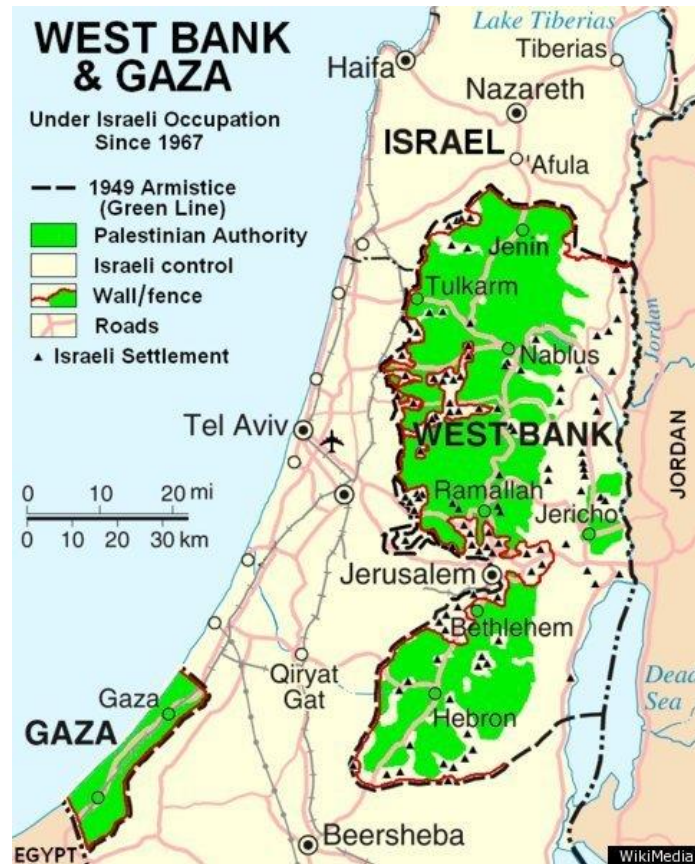 WEST BANK
& GAZA
Under Israeli Occupation
Since 1967
1949 Armistice
(Green Line)
Palestinian Authority
Israeli control
Wall/fence
Roads
Israeli Settlement
Lake Tiberias
Tiberias
Haifa
Nazareth
ISRAEL
'Afula
Jenin
Tulkarm
Nablus
Jordan
Tel Aviv
WEST BANK
JORDAN
0 10 20 mi
0 10 20 30 km
Ramallah
Jericho
Jerusalem
Bethlehem
Qiryat
Gat
Dead
Sea
Gaza
GAZA
Hebron
Beersheba
EGYPT
WikiMedia